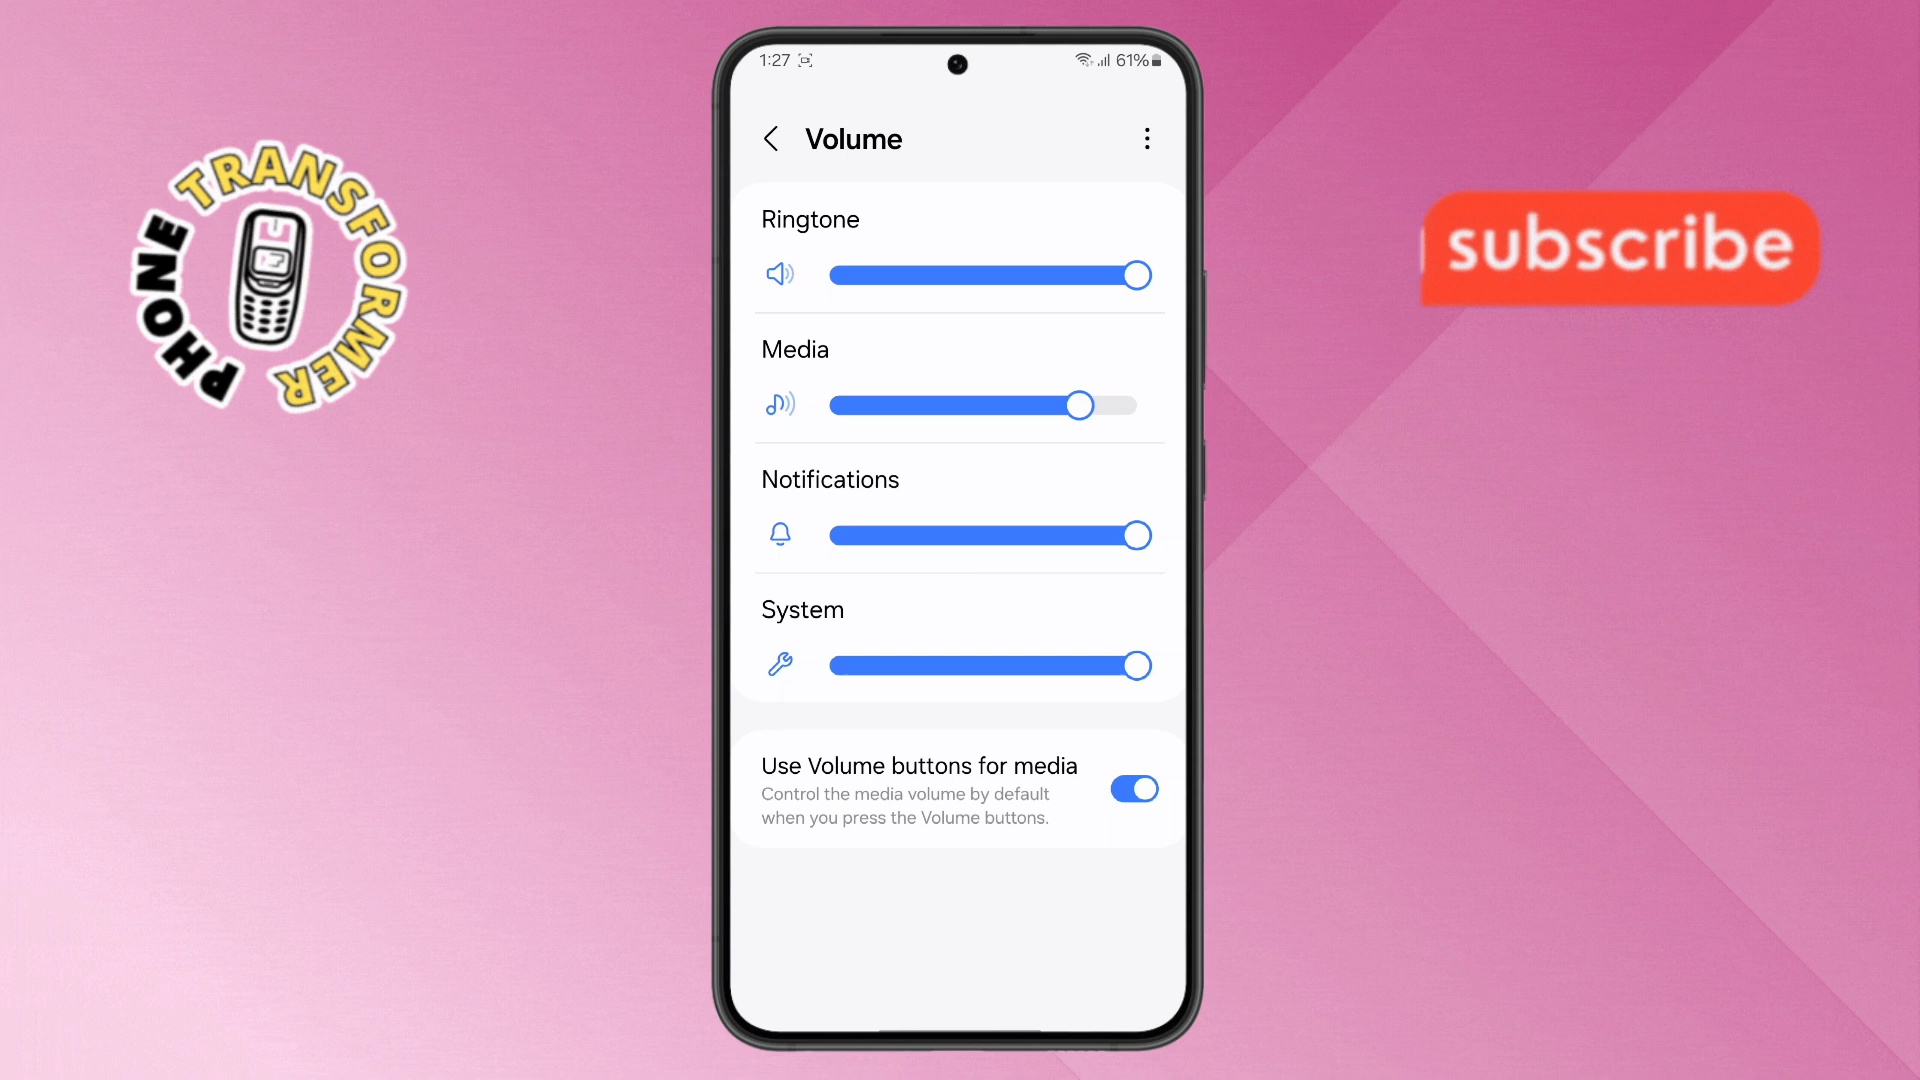 PHONE TRANSFORMER
subscribe
1:27 61%
Volume
Ringtone
Media
Notifications
System
Use Volume buttons for media
Control the media volume by default
when you press the Volume buttons.